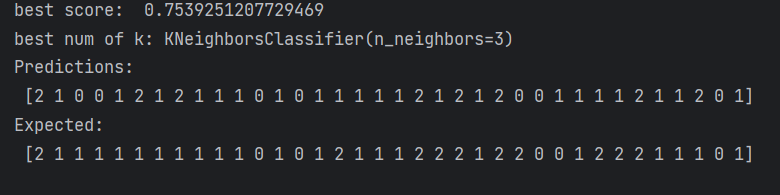 best score:  0.7539251207729469
best num of k: KNeighborsClassifier(n_neighbors=3)
Predictions:
 [2 1 0 0 1 2 1 2 1 1 1 0 1 0 1 1 1 1 1 2 1 2 1 2 0 0 1 1 1 1 2 1 1 2 0 1]
Expected:
 [2 1 1 1 1 1 1 1 1 1 1 0 1 0 1 2 1 1 1 2 2 2 1 2 2 0 0 1 2 2 2 1 1 1 0 1]